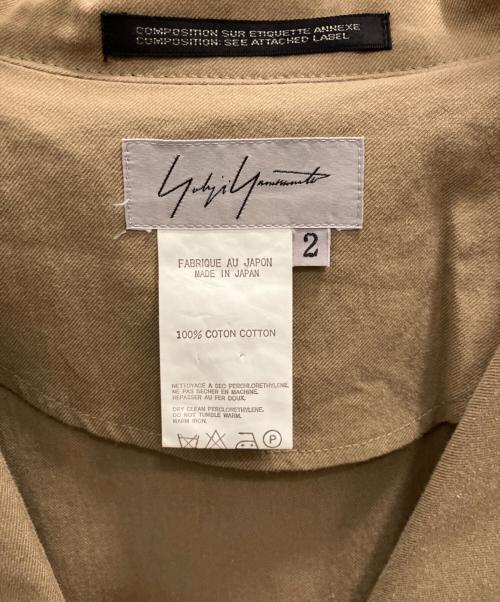 COMPOSITION SUR ETIQUETTE ANNEXE
COMPOSITION: SEE ATTACHED LABEL
Yohji Yamamoto
2
FABRIQUE AU JAPON
MADE IN JAPAN
100% COTON COTTON
NETTOYAGE A SEC PERCHLORETHYLENE.
NE PAS SECHER EN MACHINE.
REPASSER AU FER DOUX.
DRY CLEAN PERCLORETHYLENE.
DO NOT TUMBLE WARM.
WARM IRON.
P